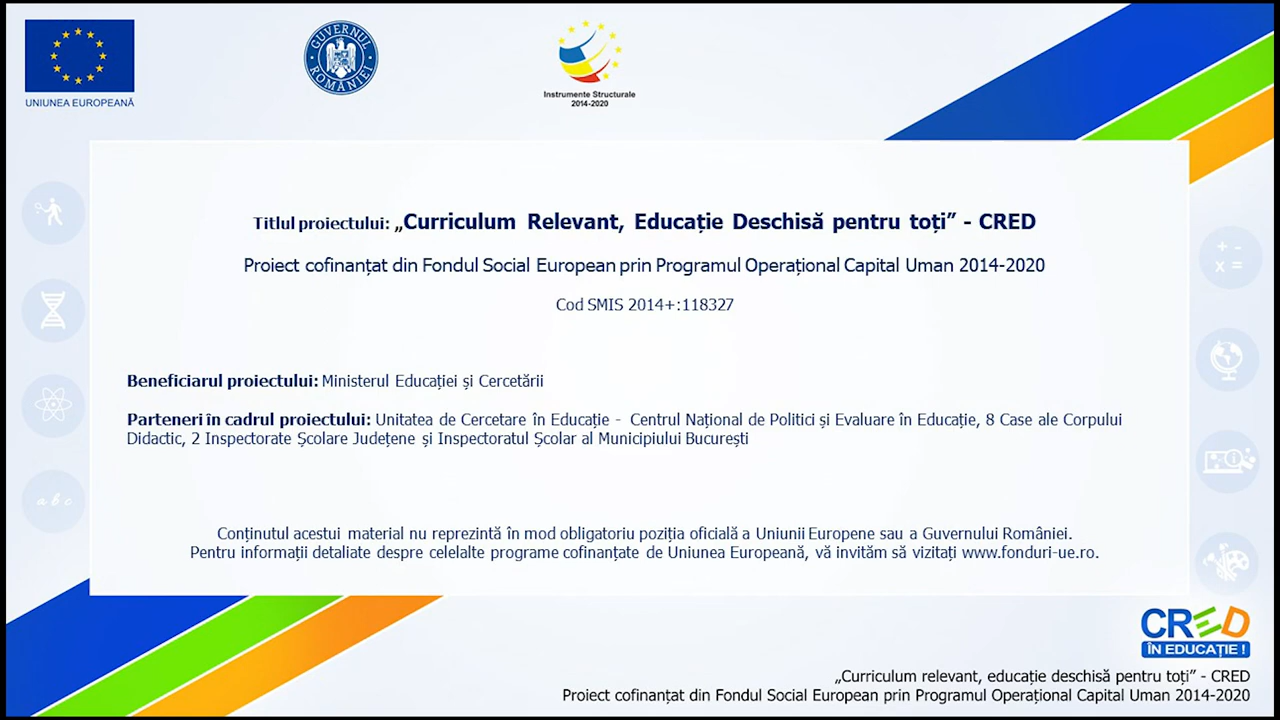 UNIUNEA EUROPEANĂ
GUVERNUL ROMÂNIEI
Instrumente Structurale
2014-2020
Titlul proiectului: „Curriculum Relevant, Educație Deschisă pentru toți” - CRED
Proiect cofinanțat din Fondul Social European prin Programul Operațional Capital Uman 2014-2020
Cod SMIS 2014+:118327
+ -
x =
Beneficiarul proiectului: Ministerul Educației și Cercetării
Parteneri în cadrul proiectului: Unitatea de Cercetare în Educație - Centrul Național de Politici și Evaluare în Educație, 8 Case ale Corpului
Didactic, 2 Inspectorate Școlare Județene și Inspectoratul Școlar al Municipiului București
a b c
Conținutul acestui material nu reprezintă în mod obligatoriu poziția oficială a Uniunii Europene sau a Guvernului României.
Pentru informații detaliate despre celelalte programe cofinanțate de Uniunea Europeană, vă invităm să vizitați www.fonduri-ue.ro.
CRED
ÎN EDUCAȚIE !
„Curriculum relevant, educație deschisă pentru toți” - CRED
Proiect cofinanțat din Fondul Social European prin Programul Operațional Capital Uman 2014-2020